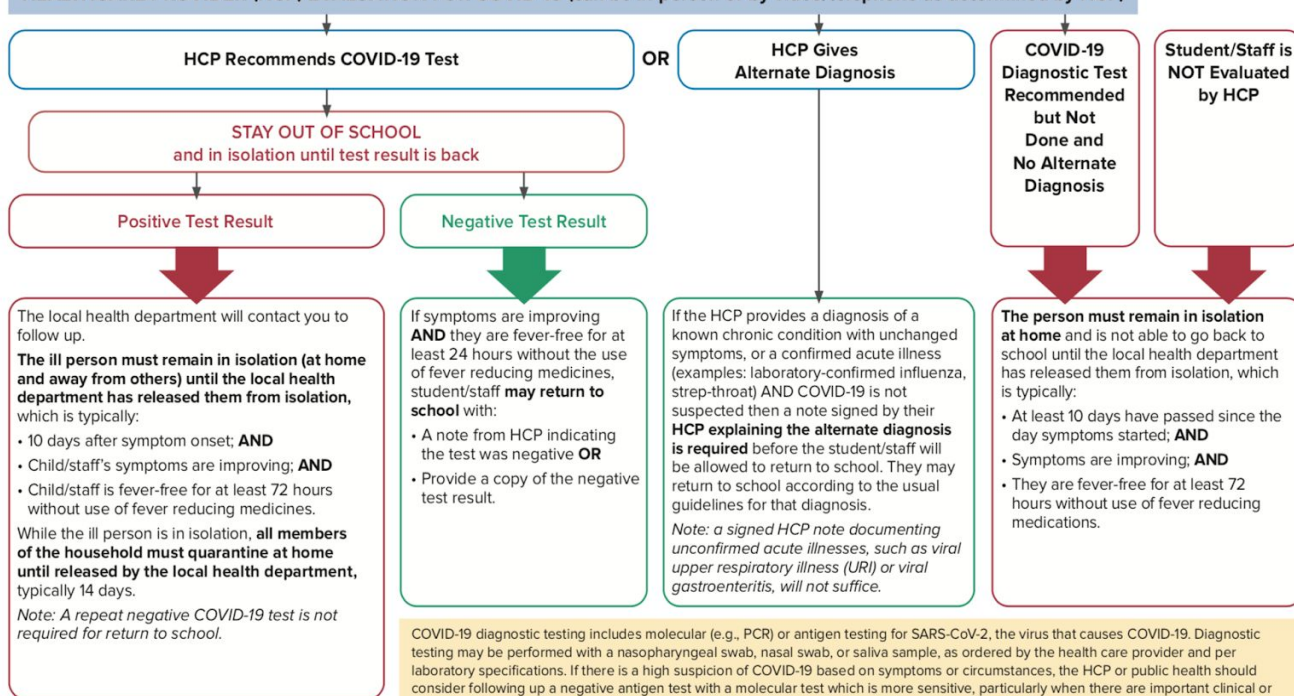 HCP Recommends COVID-19 Test
OR
HCP Gives
Alternate Diagnosis
COVID-19
Diagnostic Test
Recommended
but Not
Done and
No Alternate
Diagnosis
Student/Staff is
NOT Evaluated
by HCP
STAY OUT OF SCHOOL
and in isolation until test result is back
Positive Test Result
Negative Test Result
The local health department will contact you to
follow up.
The ill person must remain in isolation (at home
and away from others) until the local health
department has released them from isolation,
which is typically:
• 10 days after symptom onset; AND
• Child/staff's symptoms are improving; AND
• Child/staff is fever-free for at least 72 hours
without use of fever reducing medicines.
While the ill person is in isolation, all members
of the household must quarantine at home
until released by the local health department,
typically 14 days.
Note: A repeat negative COVID-19 test is not
required for return to school.
If symptoms are improving
AND they are fever-free for at
least 24 hours without the use
of fever reducing medicines,
student/staff may return to
school with:
• A note from HCP indicating
the test was negative OR
• Provide a copy of the negative
test result.
If the HCP provides a diagnosis of a
known chronic condition with unchanged
symptoms, or a confirmed acute illness
(examples: laboratory-confirmed influenza,
strep-throat) AND COVID-19 is not
suspected then a note signed by their
HCP explaining the alternate diagnosis
is required before the student/staff will
be allowed to return to school. They may
return to school according to the usual
guidelines for that diagnosis.
Note: a signed HCP note documenting
unconfirmed acute illnesses, such as viral
upper respiratory illness (URI) or viral
gastroenteritis, will not suffice.
The person must remain in isolation
at home and is not able to go back to
school until the local health department
has released them from isolation, which
is typically:
• At least 10 days have passed since the
day symptoms started; AND
• Symptoms are improving; AND
• They are fever-free for at least 72
hours without use of fever reducing
medications.
COVID-19 diagnostic testing includes molecular (e.g., PCR) or antigen testing for SARS-CoV-2, the virus that causes COVID-19. Diagnostic
testing may be performed with a nasopharyngeal swab, nasal swab, or saliva sample, as ordered by the health care provider and per
laboratory specifications. If there is a high suspicion of COVID-19 based on symptoms or circumstances, the HCP or public health should
consider following up a negative antigen test with a molecular test which is more sensitive, particularly when there are important clinical or